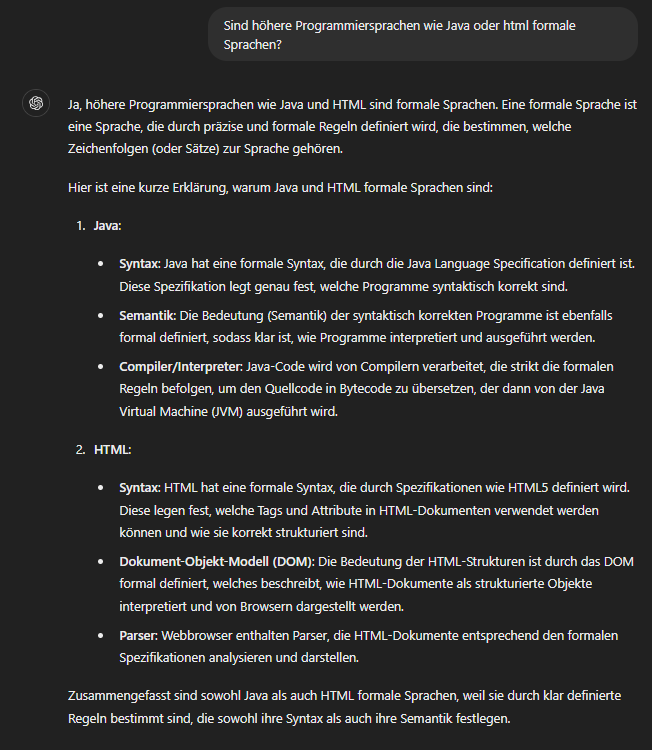 Sind höhere Programmiersprachen wie Java oder html formale
Sprachen?
Ja, höhere Programmiersprachen wie Java und HTML sind formale Sprachen. Eine formale Sprache ist
eine Sprache, die durch präzise und formale Regeln definiert wird, die bestimmen, welche
Zeichenfolgen (oder Sätze) zur Sprache gehören.
Hier ist eine kurze Erklärung, warum Java und HTML formale Sprachen sind:
1. Java:
• Syntax: Java hat eine formale Syntax, die durch die Java Language Specification definiert ist.
Diese Spezifikation legt genau fest, welche Programme syntaktisch korrekt sind.
• Semantik: Die Bedeutung (Semantik) der syntaktisch korrekten Programme ist ebenfalls
formal definiert, sodass klar ist, wie Programme interpretiert und ausgeführt werden.
• Compiler/Interpreter: Java-Code wird von Compilern verarbeitet, die strikt die formalen
Regeln befolgen, um den Quellcode in Bytecode zu übersetzen, der dann von der Java
Virtual Machine (JVM) ausgeführt wird.
2. HTML:
• Syntax: HTML hat eine formale Syntax, die durch Spezifikationen wie HTML5 definiert wird.
Diese legen fest, welche Tags und Attribute in HTML-Dokumenten verwendet werden
können und wie sie korrekt strukturiert sind.
• Dokument-Objekt-Modell (DOM): Die Bedeutung der HTML-Strukturen ist durch das DOM
formal definiert, welches beschreibt, wie HTML-Dokumente als strukturierte Objekte
interpretiert und von Browsern dargestellt werden.
• Parser: Webbrowser enthalten Parser, die HTML-Dokumente entsprechend den formalen
Spezifikationen analysieren und darstellen.
Zusammengefasst sind sowohl Java als auch HTML formale Sprachen, weil sie durch klar definierte
Regeln bestimmt sind, die sowohl ihre Syntax als auch ihre Semantik festlegen.